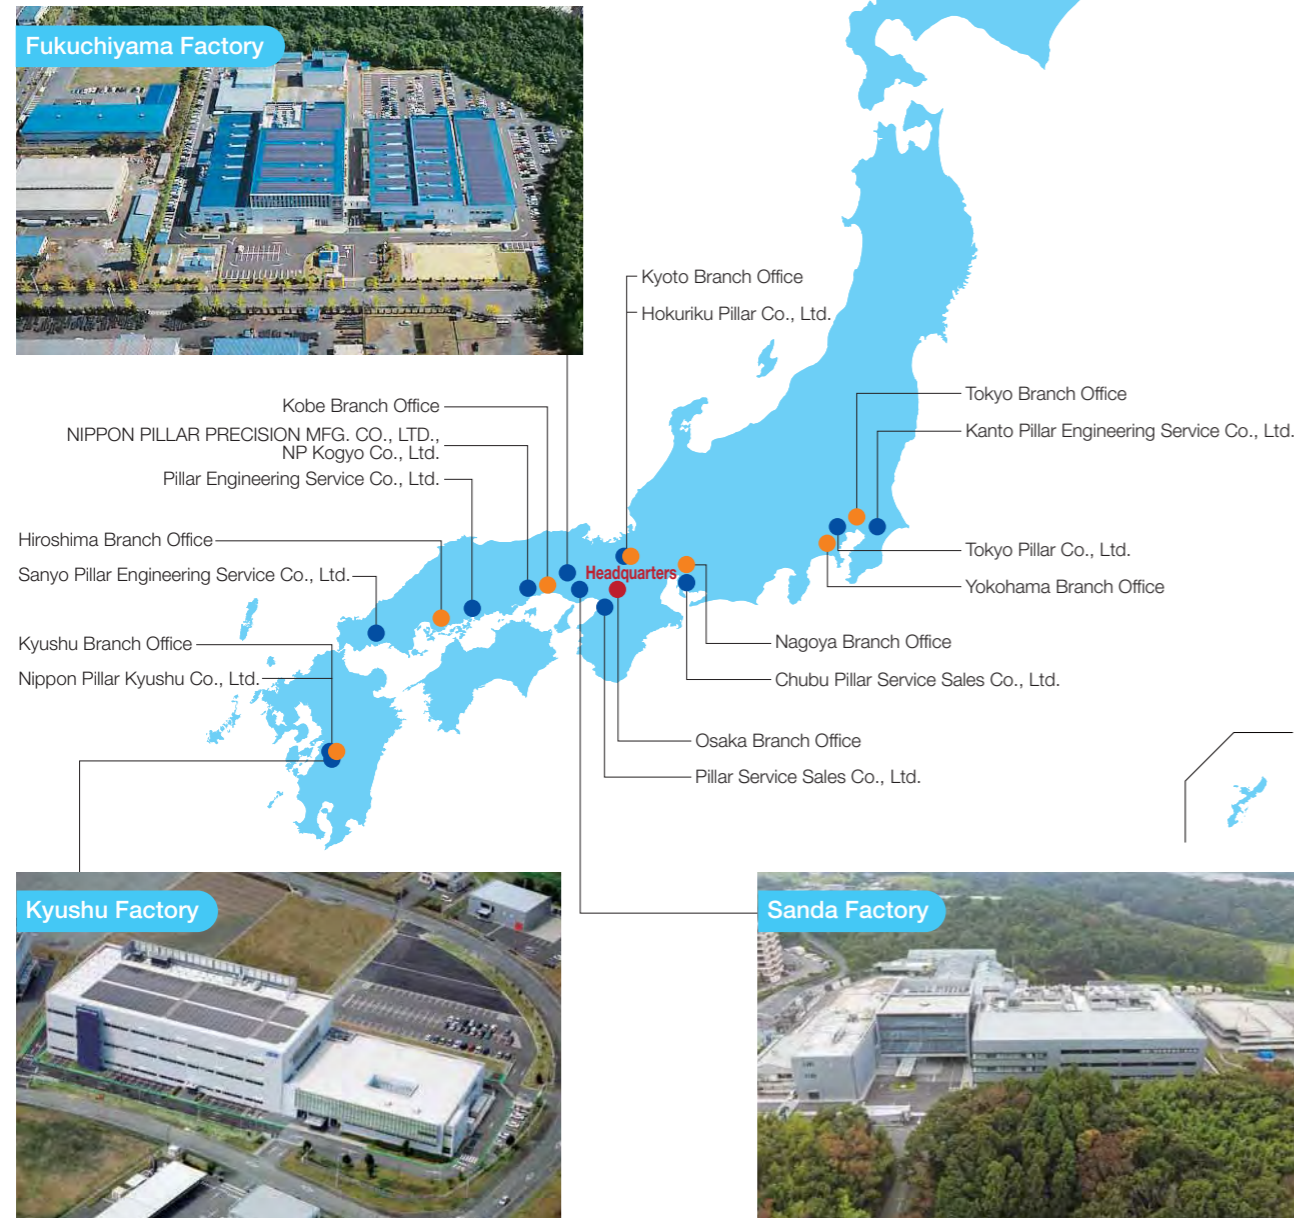 Fukuchiyama Factory
Kyoto Branch Office
Hokuriku Pillar Co., Ltd.
Kobe Branch Office
NIPPON PILLAR PRECISION MFG. CO., LTD.,
NP Kogyo Co., Ltd.
Pillar Engineering Service Co., Ltd.
Hiroshima Branch Office
Sanyo Pillar Engineering Service Co., Ltd.
Kyushu Branch Office
Nippon Pillar Kyushu Co., Ltd.
Headquarters
Tokyo Branch Office
Kanto Pillar Engineering Service Co., Ltd.
Tokyo Pillar Co., Ltd.
Yokohama Branch Office
Nagoya Branch Office
Chubu Pillar Service Sales Co., Ltd.
Osaka Branch Office
Pillar Service Sales Co., Ltd.
Kyushu Factory
Sanda Factory